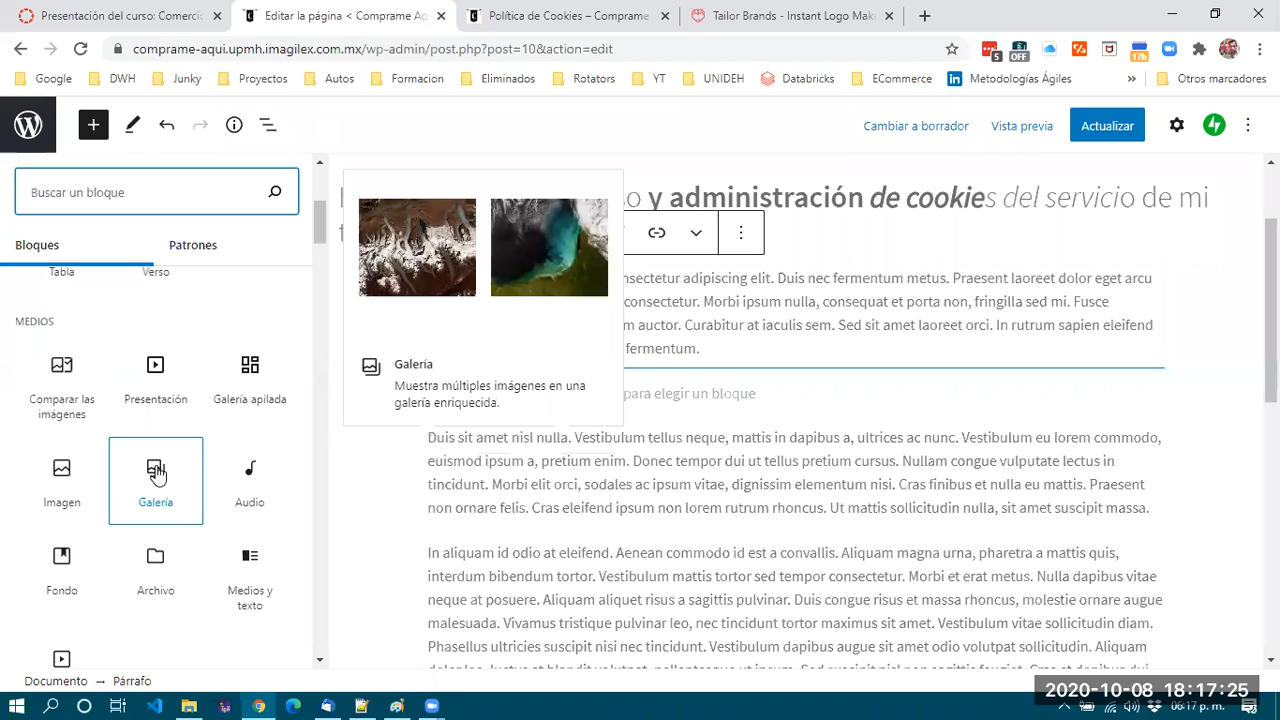 Presentación del curso: Comerci
Editar la página < Comprame Aq
Política de Cookies – Comprame
Tailor Brands - Instant Logo Mak
comprame-aqui.upmh.imagilex.com.mx/wp-admin/post.php?post=10&action=edit
5
OFF
17h
Google
DWH
Junky
Proyectos
Autos
Formacion
Eliminados
Rotators
YT
UNIDEH
Databricks
ECommerce
Metodologías Ágiles
»
Otros marcadores
Cambiar a borrador
Vista previa
Actualizar
Buscar un bloque
Bloques
Patrones
Tabla
Verso
MEDIOS
Comparar las
imágenes
Presentación
Galería apilada
Imagen
Galería
Audio
Fondo
Archivo
Medios y
texto
Galería
Muestra múltiples imágenes en una
galería enriquecida.
y administración de cookies del servicio de mi
consectetur adipiscing elit. Duis nec fermentum metus. Praesent laoreet dolor eget arcu
consectetur. Morbi ipsum nulla, consequat et porta non, fringilla sed mi. Fusce
m auctor. Curabitur at iaculis sem. Sed sit amet laoreet orci. In rutrum sapien eleifend
fermentum.
para elegir un bloque
Duis sit amet nisl nulla. Vestibulum tellus neque, mattis in dapibus a, ultrices ac nunc. Vestibulum eu lorem commodo,
euismod ipsum a, pretium enim. Donec tempor dui ut tellus pretium cursus. Nullam congue vulputate lectus in
tincidunt. Morbi elit orci, sodales ac ipsum vitae, dignissim elementum nisi. Cras finibus et nulla eu mattis. Praesent
non ornare felis. Cras eleifend ipsum non lorem rutrum rhoncus. Ut mattis sollicitudin nulla, sit amet suscipit massa.
In aliquam id odio at eleifend. Aenean commodo id est a convallis. Aliquam magna urna, pharetra a mattis quis,
interdum bibendum tortor. Vestibulum mattis tortor sed tempor consectetur. Morbi et erat metus. Nulla dapibus vitae
neque at posuere. Aliquam aliquet risus a sagittis pulvinar. Duis congue risus et massa rhoncus, molestie ornare augue
malesuada. Vivamus tristique pulvinar leo, nec tincidunt tortor maximus sit amet. Vestibulum vitae sollicitudin diam.
Phasellus ultricies suscipit nisi nec tincidunt. Vestibulum dapibus augue sit amet odio volutpat sollicitudin. Aliquam
Documento → Párrafo
2020-10-08 18:17:25
06:17 p. m.